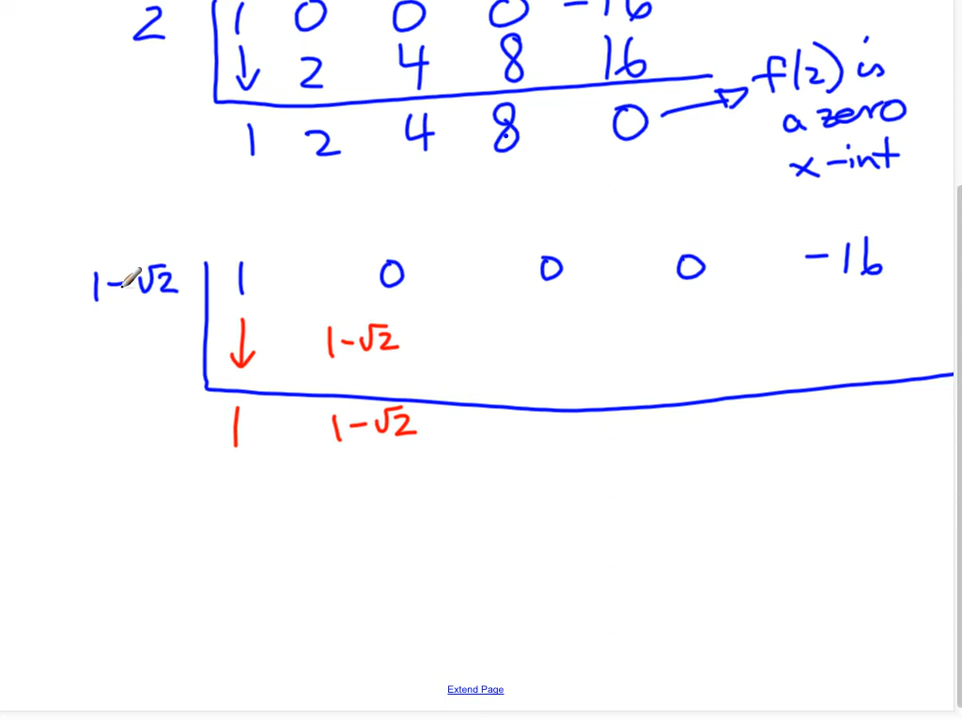 2 1 0 0 0 -16
2 4 8 16
f(2) is
a zero
x-int
1 2 4 8 0
1-√2 1 0 0 0 -16
1-√2
1 1-√2
Extend Page